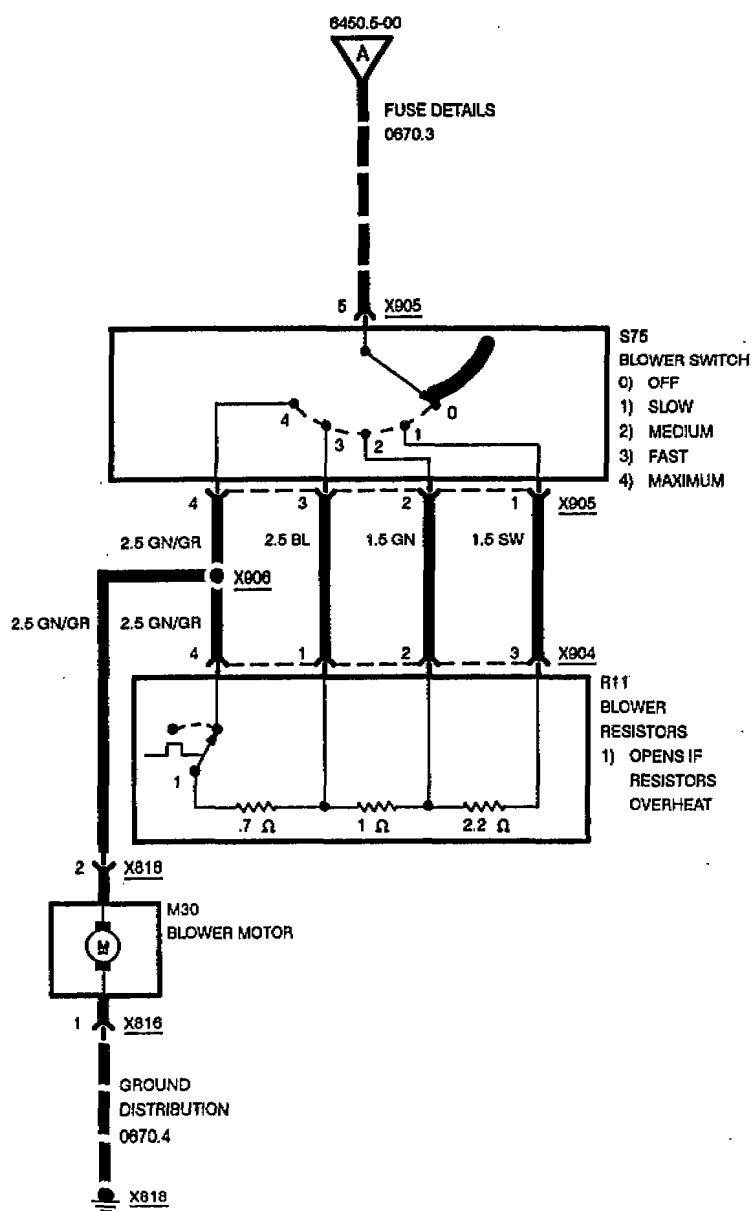 6450.5-00
A
FUSE DETAILS
0670.3
5 X905
S75
BLOWER SWITCH
0) OFF
1) SLOW
2) MEDIUM
3) FAST
4) MAXIMUM
4 3 2 1 0
4 3 2 1 X905
2.5 GN/GR 2.5 BL 1.5 GN 1.5 SW
X906
2.5 GN/GR 2.5 GN/GR
4 1 2 3 X904
R11
BLOWER
RESISTORS
1) OPENS IF
RESISTORS
OVERHEAT
1
.7 Ω 1 Ω 2.2 Ω
2 X816
M30
BLOWER MOTOR
M
1 X816
GROUND
DISTRIBUTION
0670.4
X818